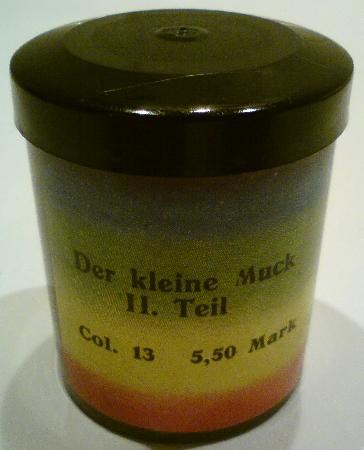 Der kleine Muck
II. Teil
Col. 13 5,50 Mark